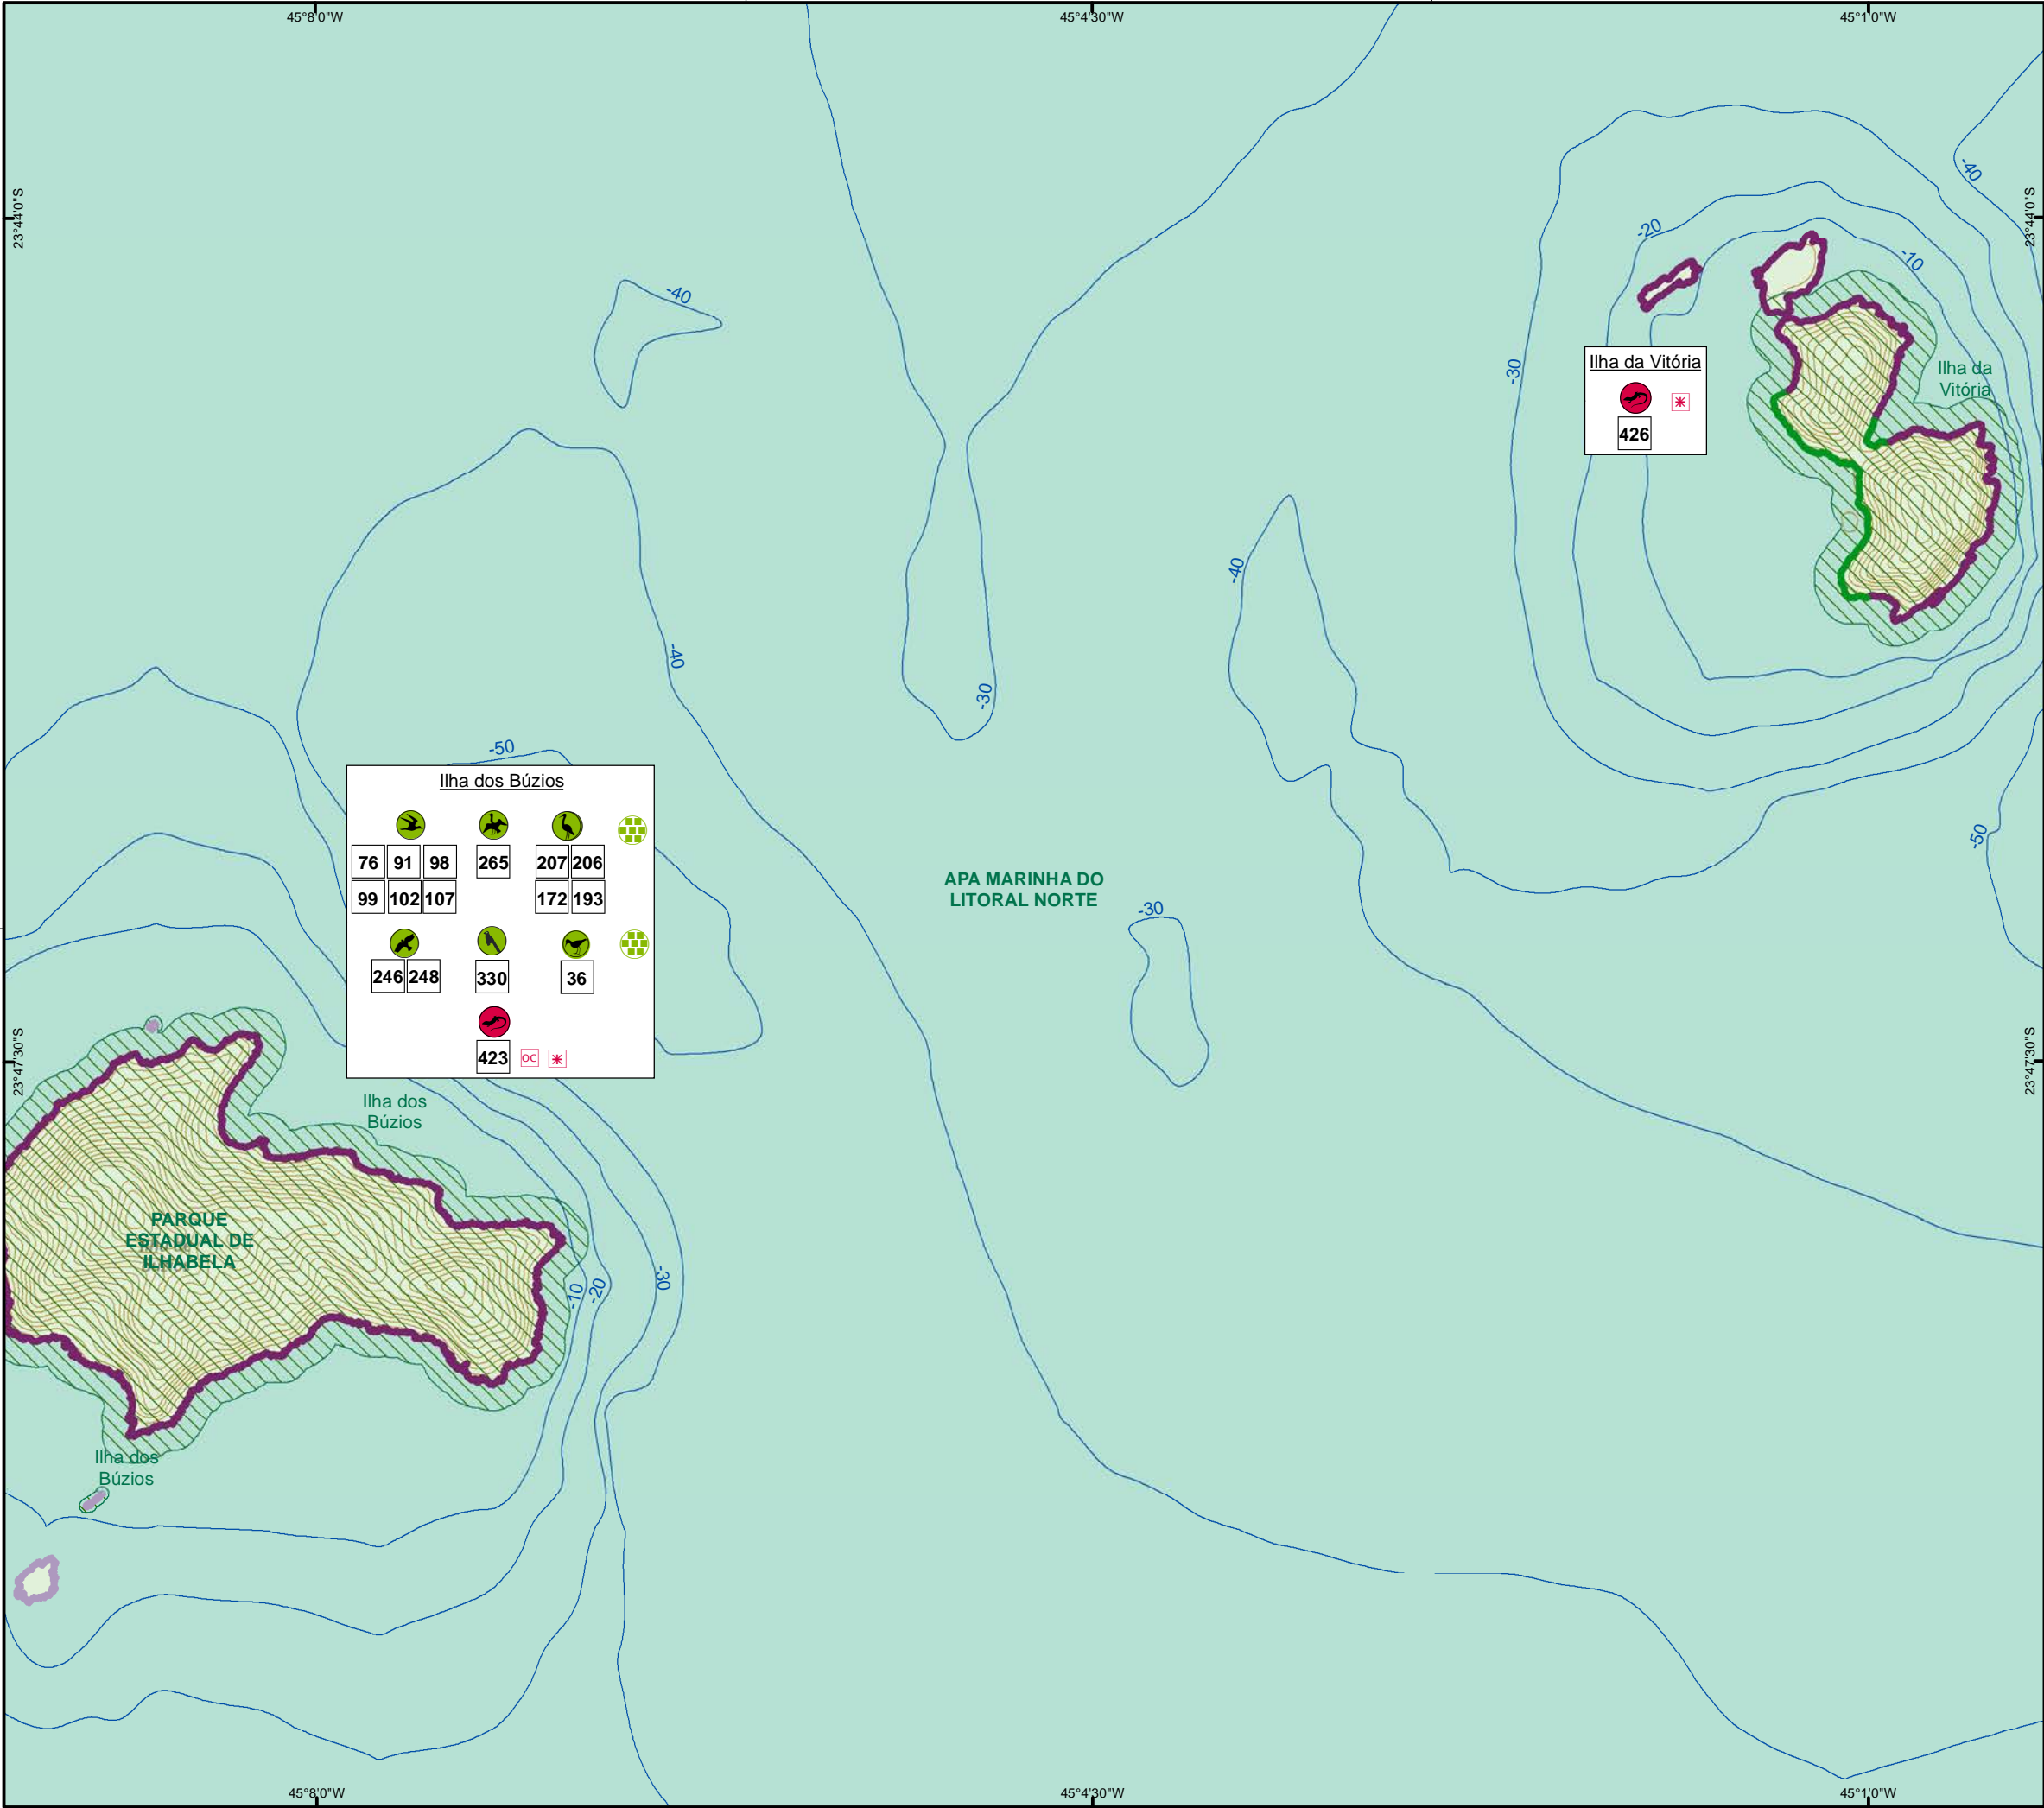 45°8'0"W 45°4'30"W 45°1'0"W
23°44'0"S 23°44'0"S
-40
-20
-10
-40
-30
Ilha da Vitória
426
Ilha da
Vitória
-40
-40
-30
-50
-50
Ilha dos Búzios
76 91 98 265 207 206
99 102 107 172 193
246 248 330 36
423 OC
APA MARINHA DO
LITORAL NORTE
-30
23°47'30"S 23°47'30"S
Ilha dos
Búzios
PARQUE
ESTADUAL DE
ILHABELA
-10 -20 -30
Ilha dos
Búzios
45°8'0"W 45°4'30"W 45°1'0"W